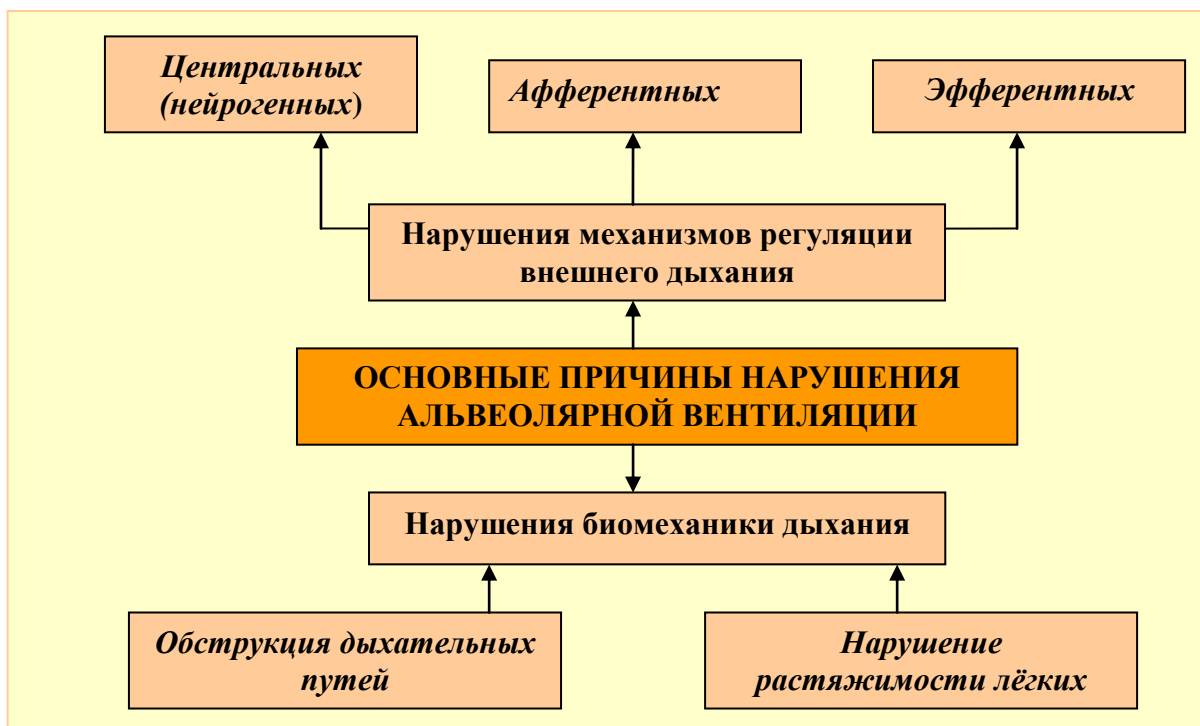 Центральных
(нейрогенных)
Афферентных
Эфферентных
Нарушения механизмов регуляции
внешнего дыхания
ОСНОВНЫЕ ПРИЧИНЫ НАРУШЕНИЯ
АЛЬВЕОЛЯРНОЙ ВЕНТИЛЯЦИИ
Нарушения биомеханики дыхания
Обструкция дыхательных
путей
Нарушение
растяжимости лёгких